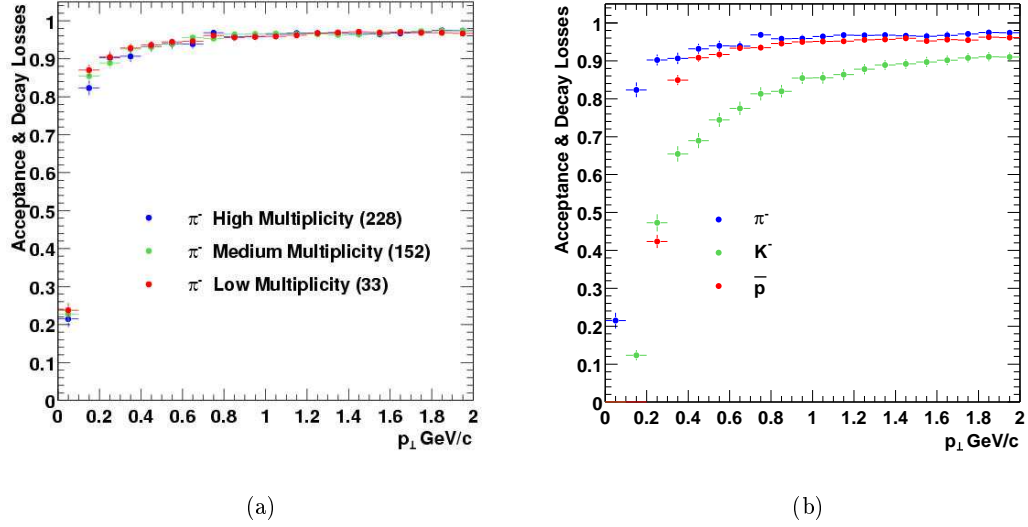 Acceptance & Decay Losses
1
0.9
0.8
0.7
0.6
0.5
0.4
0.3
0.2
0.1
0
π⁻ High Multiplicity (228)
π⁻ Medium Multiplicity (152)
π⁻ Low Multiplicity (33)
0 0.2 0.4 0.6 0.8 1 1.2 1.4 1.6 1.8 2
p⊥ GeV/c
(a)
Acceptance & Decay Losses
1
0.9
0.8
0.7
0.6
0.5
0.4
0.3
0.2
0.1
0
π⁻
K⁻
p̅
0 0.2 0.4 0.6 0.8 1 1.2 1.4 1.6 1.8 2
p⊥ GeV/c
(b)